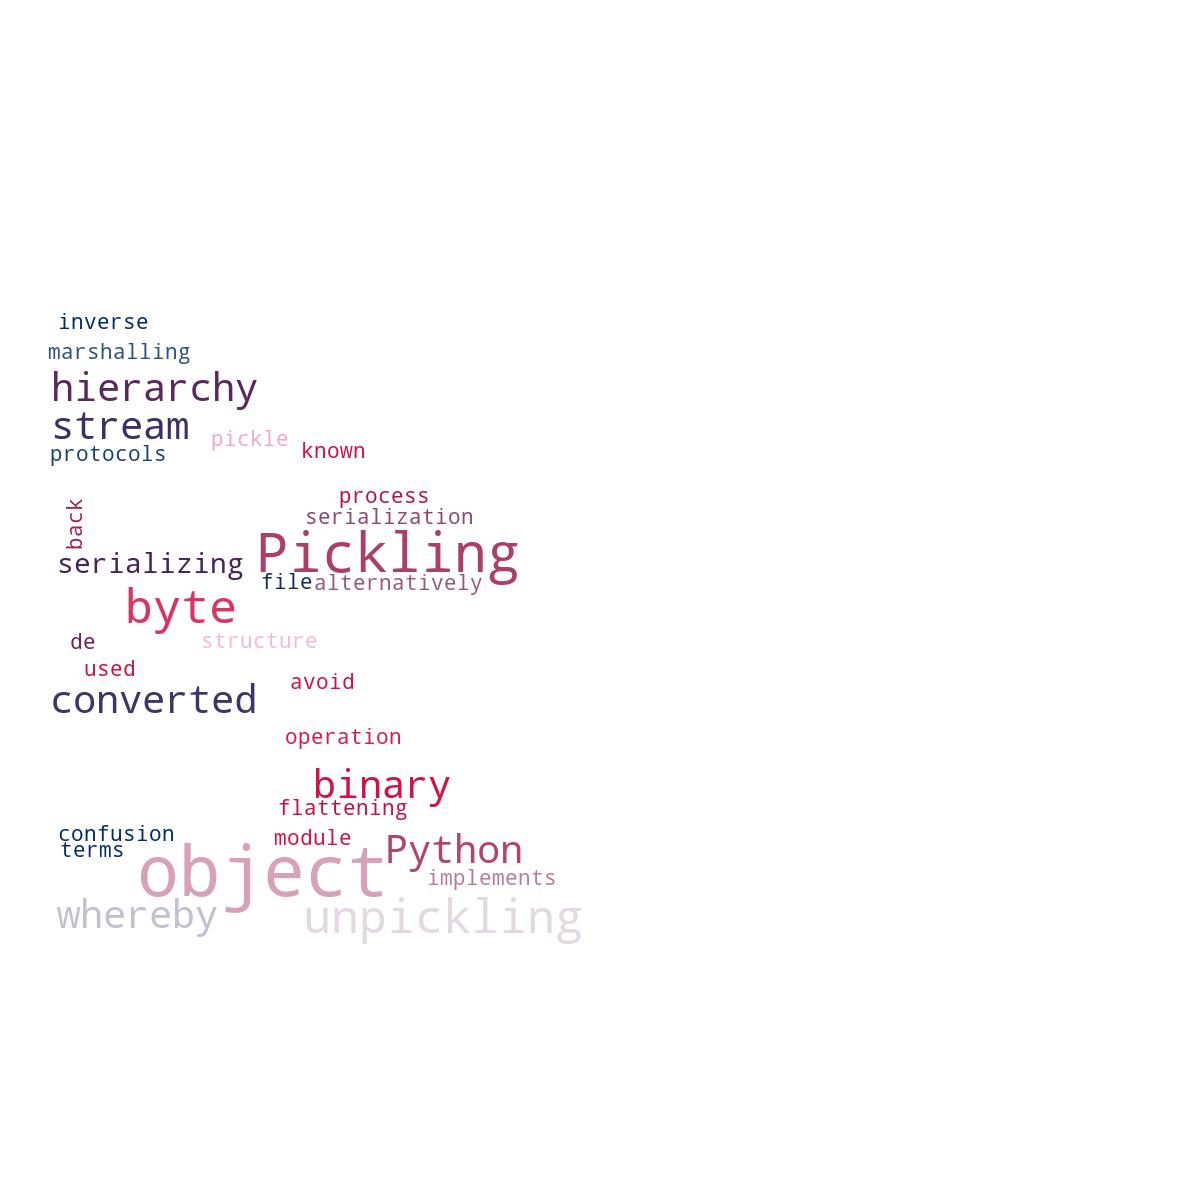 inverse
marshalling
hierarchy
stream
pickle
known
protocols
process
back
serialization
Pickling
serializing
file
alternatively
byte
de
structure
used
avoid
converted
operation
binary
flattening
confusion
module
terms
Python
object
implements
whereby
unpickling